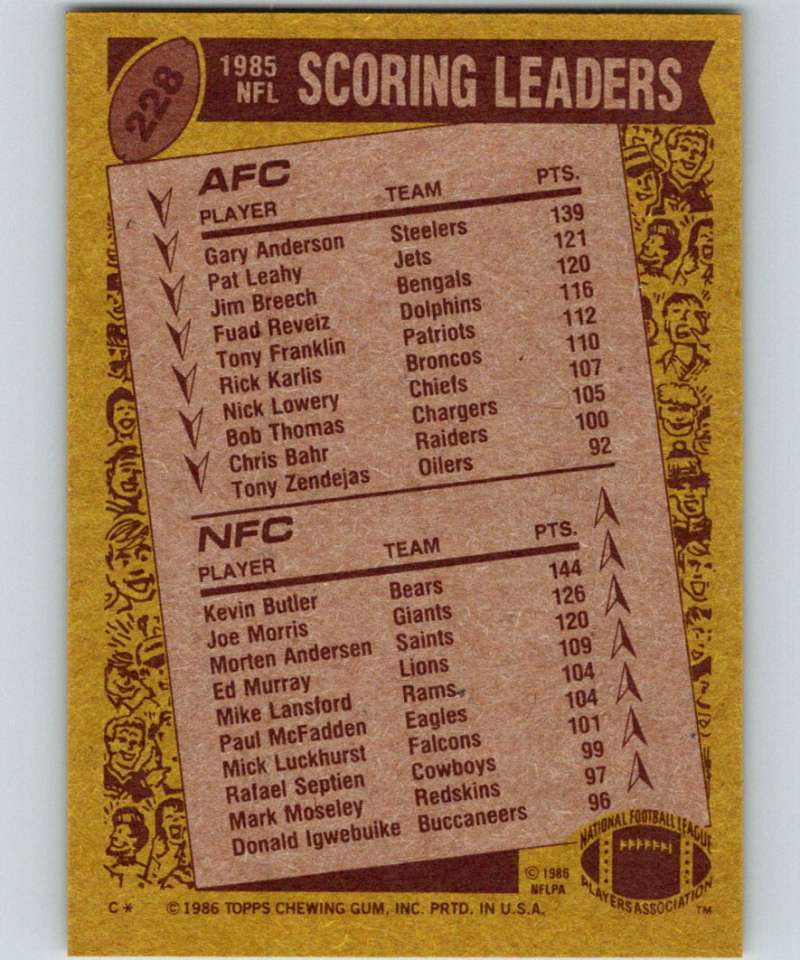 228
1985 NFL SCORING LEADERS
AFC
PLAYER TEAM PTS.
Gary Anderson Steelers 139
Pat Leahy Jets 121
Jim Breech Bengals 120
Fuad Reveiz Dolphins 116
Tony Franklin Patriots 112
Rick Karlis Broncos 110
Nick Lowery Chiefs 107
Bob Thomas Chargers 105
Chris Bahr Raiders 100
Tony Zendejas Oilers 92
NFC
PLAYER TEAM PTS.
Kevin Butler Bears 144
Joe Morris Giants 126
Morten Andersen Saints 120
Ed Murray Lions 109
Mike Lansford Rams 104
Paul McFadden Eagles 104
Mick Luckhurst Falcons 101
Rafael Septien Cowboys 99
Mark Moseley Redskins 97
Donald Igwebuike Buccaneers 96
NATIONAL FOOTBALL LEAGUE
PLAYERS ASSOCIATION
TM
© 1986
NFLPA
C* © 1986 TOPPS CHEWING GUM, INC. PRTD. IN U.S.A.